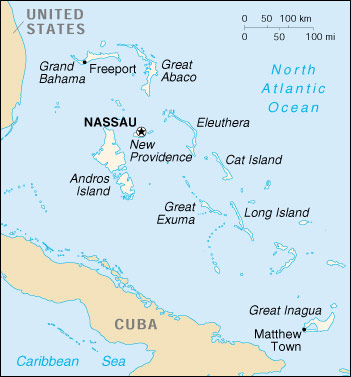 UNITED
STATES
0 50 100 km
0 50 100 mi
Grand
Bahama
Freeport
Great
Abaco
North
Atlantic
Ocean
NASSAU
New
Providence
Eleuthera
Andros
Island
Cat Island
Great
Exuma
Long Island
Great Inagua
Matthew
Town
CUBA
Caribbean Sea